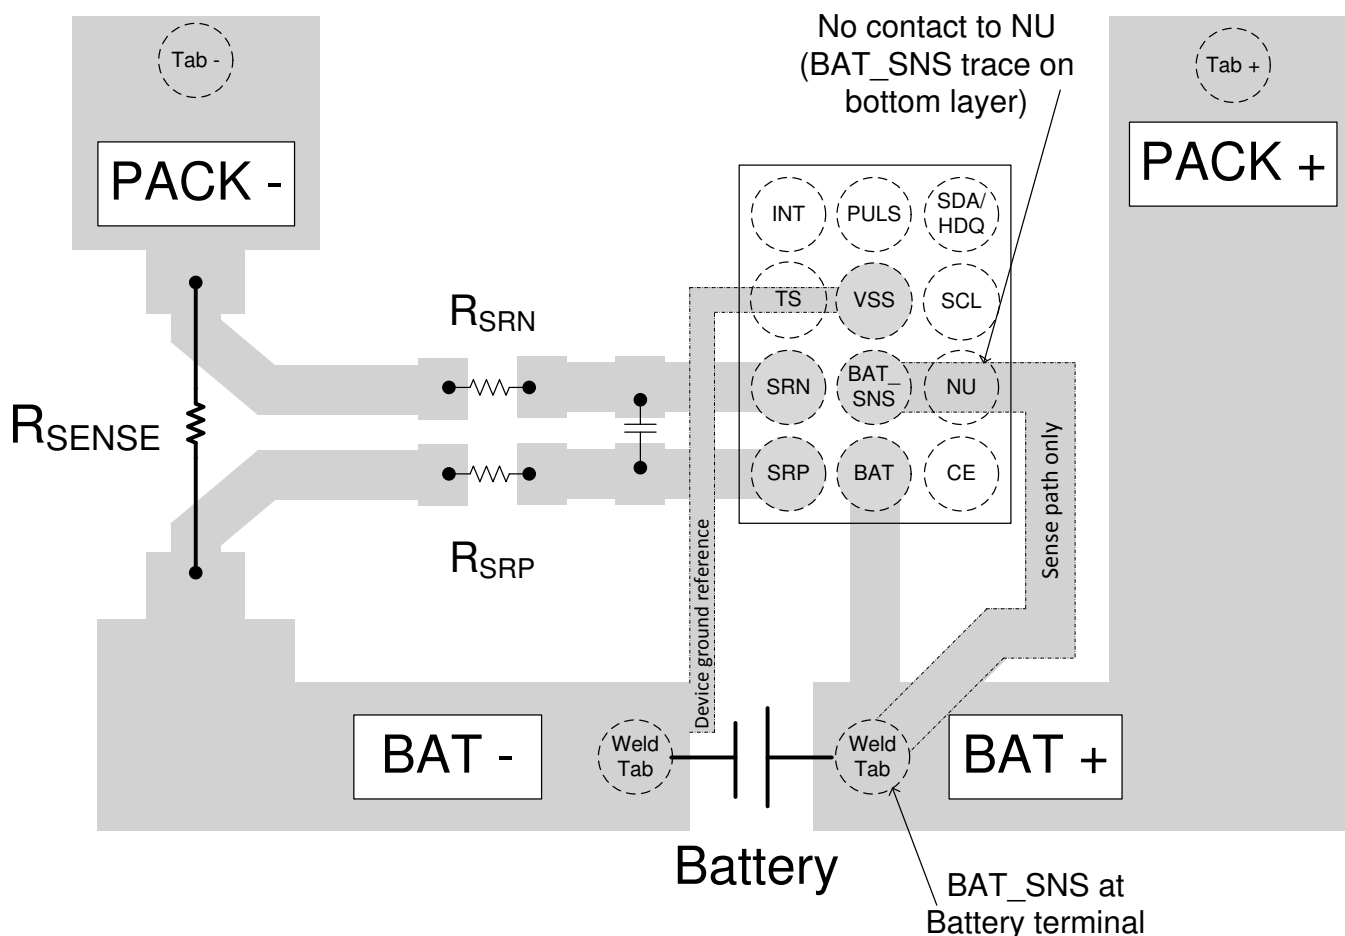 No contact to NU
(BAT_SNS trace on
bottom layer)
Tab -
Tab +
PACK -
PACK +
INT
PULS
SDA/
HDQ
TS
VSS
SCL
RSRN
SRN
BAT_
SNS
NU
RSENSE
SRP
BAT
CE
RSRP
Device ground reference
Sense path only
BAT -
Weld
Tab
Weld
Tab
BAT +
Battery
BAT_SNS at
Battery terminal